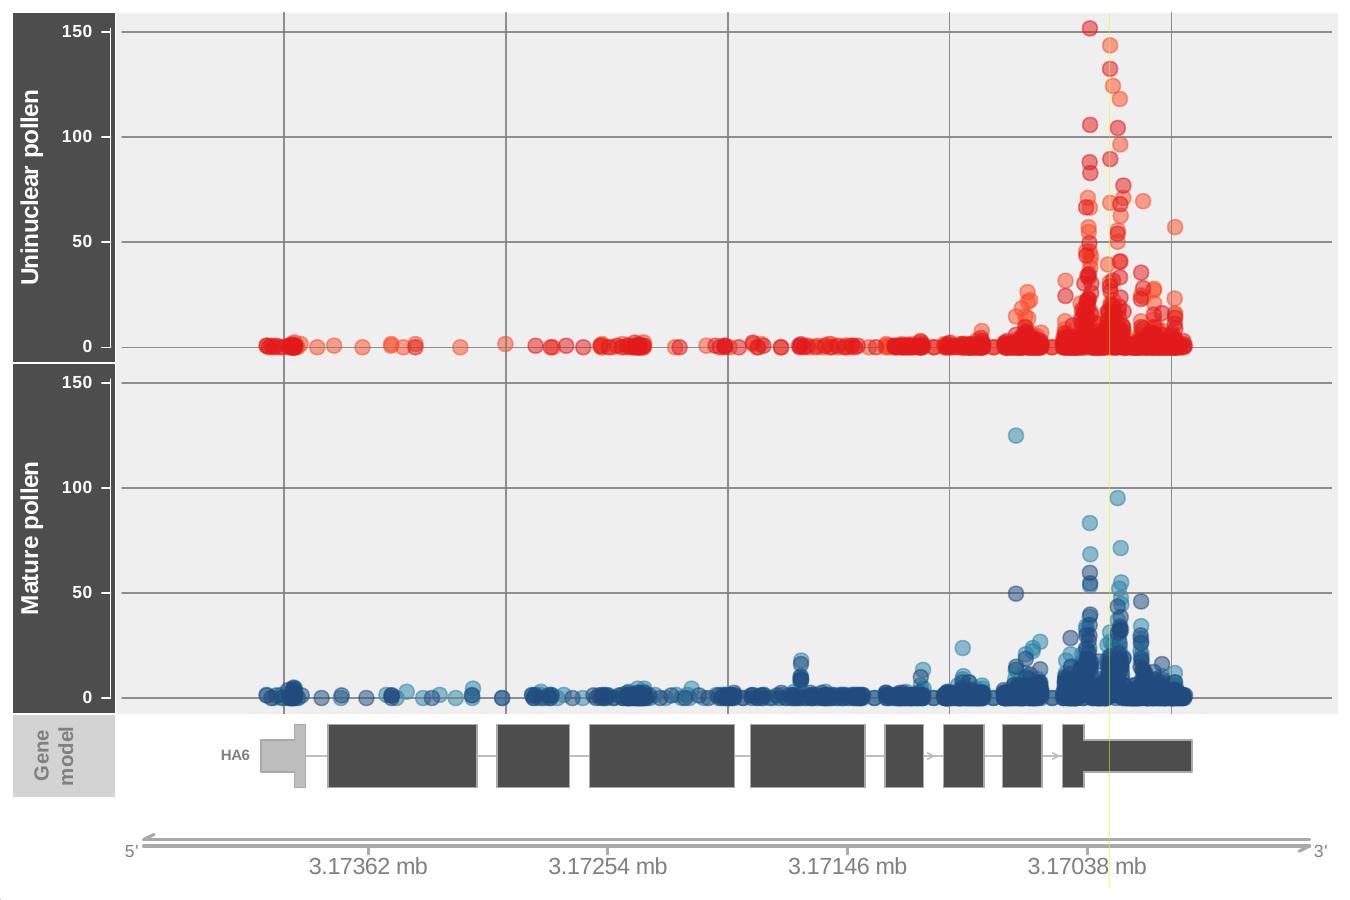 Uninuclear pollen
150
100
50
0
Mature pollen
150
100
50
0
Gene
model
HA6
5'
3'
3.17362 mb
3.17254 mb
3.17146 mb
3.17038 mb